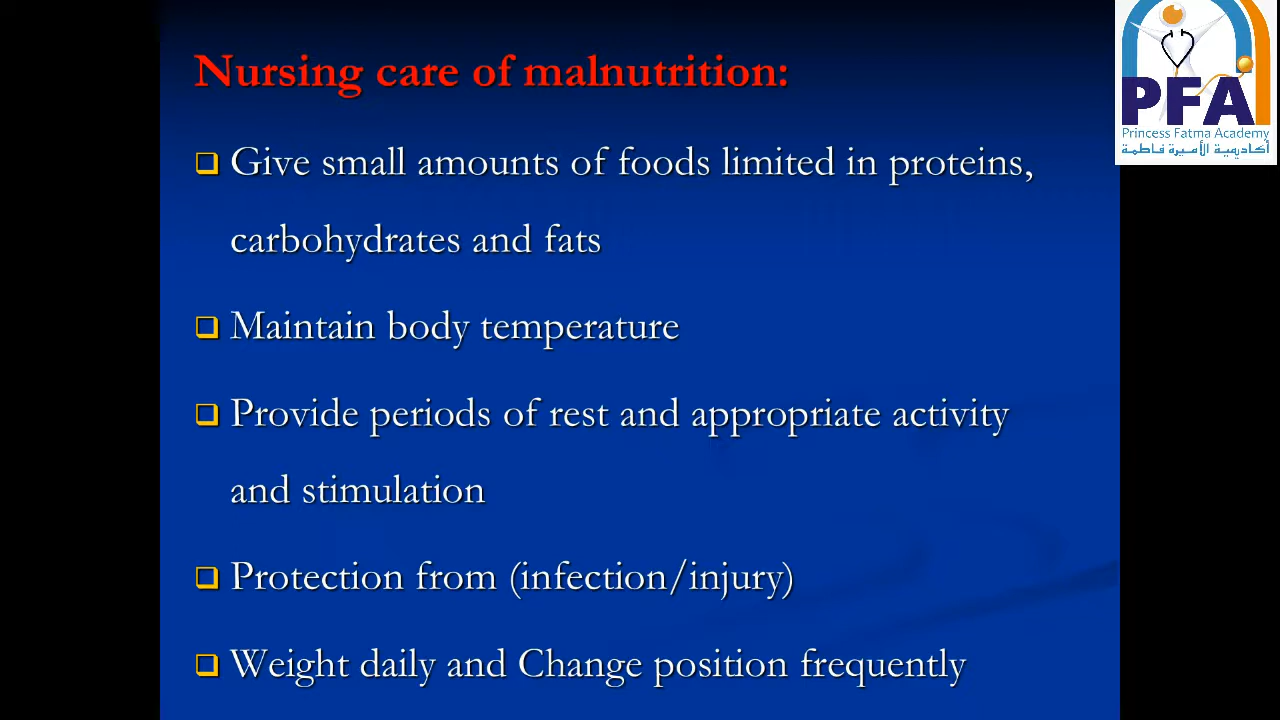 Nursing care of malnutrition:
Give small amounts of foods limited in proteins,
carbohydrates and fats
Maintain body temperature
Provide periods of rest and appropriate activity
and stimulation
Protection from (infection/injury)
Weight daily and Change position frequently
PFA
Princess Fatma Academy
أكاديمية الأميرة فاطمة